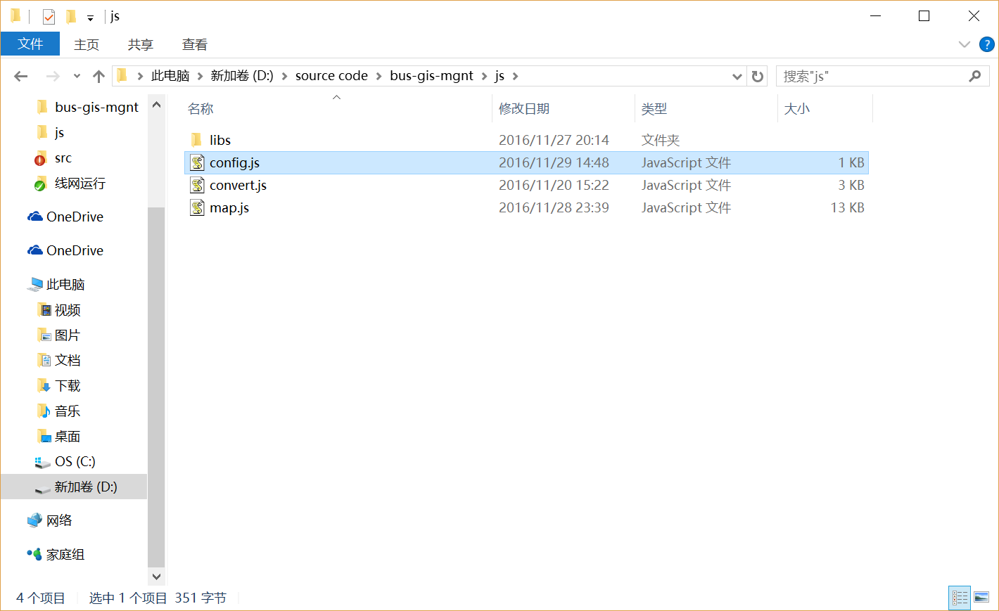 js
文件 主页 共享 查看
此电脑 新加卷 (D:) source code bus-gis-mgnt js
搜索"js"
bus-gis-mgnt
js
src
线网运行
OneDrive
OneDrive
此电脑
视频
图片
文档
下载
音乐
桌面
OS (C:)
新加卷 (D:)
网络
家庭组
名称 修改日期 类型 大小
libs 2016/11/27 20:14 文件夹
config.js 2016/11/29 14:48 JavaScript 文件 1 KB
convert.js 2016/11/20 15:22 JavaScript 文件 3 KB
map.js 2016/11/28 23:39 JavaScript 文件 13 KB
4 个项目 选中 1 个项目 351 字节